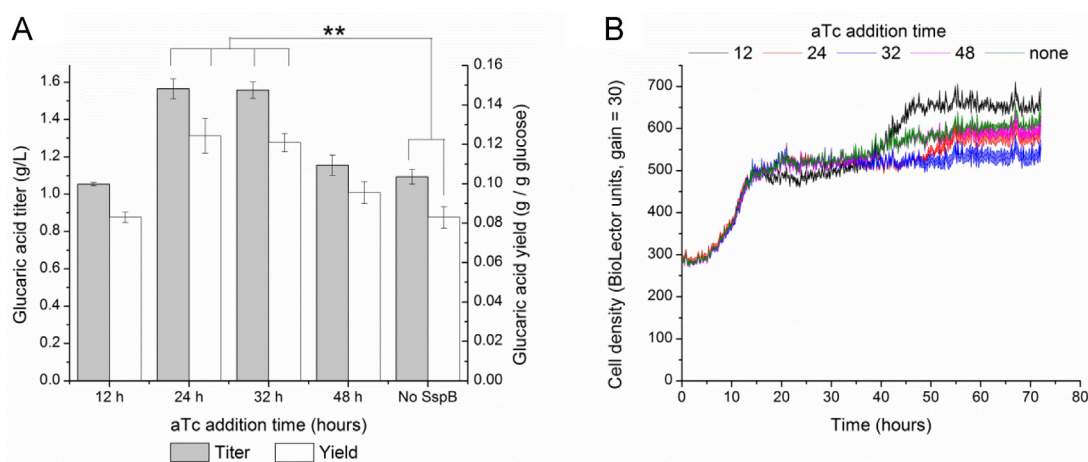 A
**
Glucaric acid titer (g/L)
1.6
1.4
1.2
1.0
0.8
0.6
0.4
0.2
0.0
0.16
0.14
0.12
0.10
0.08
0.06
0.04
0.02
0.00
Glucaric acid yield (g / g glucose)
12 h 24 h 32 h 48 h No SspB
aTc addition time (hours)
Titer Yield
B
aTc addition time
12 24 32 48 none
Cell density (BioLector units, gain = 30)
700
600
500
400
300
200
100
0
0 10 20 30 40 50 60 70 80
Time (hours)